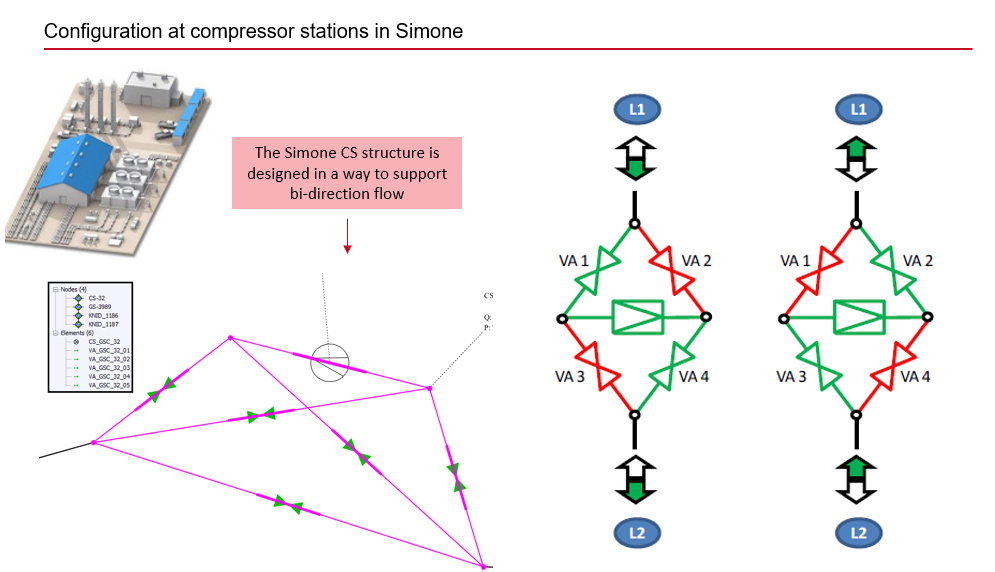 Configuration at compressor stations in Simone
The Simone CS structure is
designed in a way to support
bi-direction flow
Nodes (4)
CS-32
GS-3989
KNID_1186
KNID_1187
Elements (6)
CS_GSC_32
VA_GSC_32_01
VA_GSC_32_02
VA_GSC_32_03
VA_GSC_32_04
VA_GSC_32_05
CS
Q:
P:
L1
VA 1
VA 2
VA 3
VA 4
L2
L1
VA 1
VA 2
VA 3
VA 4
L2